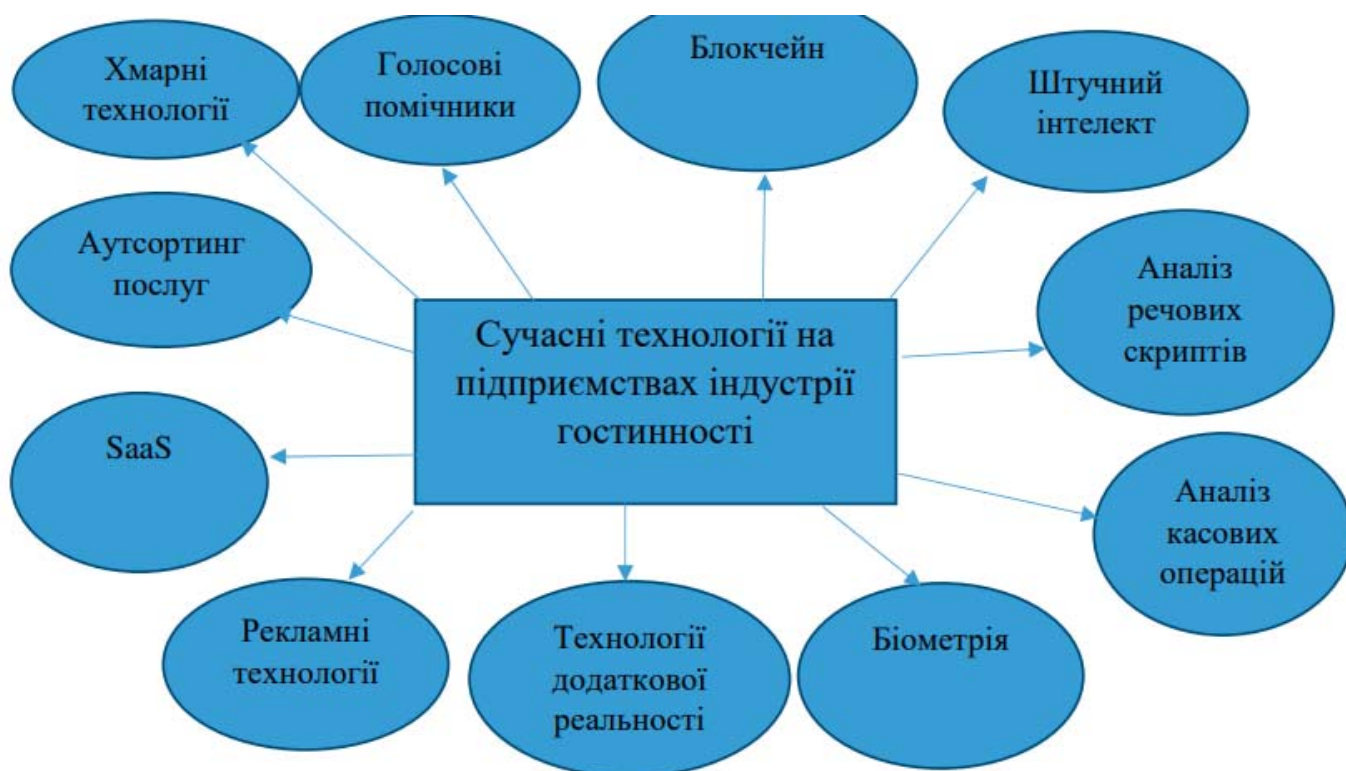 Хмарні
технології
Голосові
помічники
Блокчейн
Штучний
інтелект
Аутсортинг
послуг
Аналіз
речових
скриптів
Сучасні технології на
підприємствах індустрії
гостинності
SaaS
Аналіз
касових
операцій
Рекламні
технології
Технології
додаткової
реальності
Біометрія